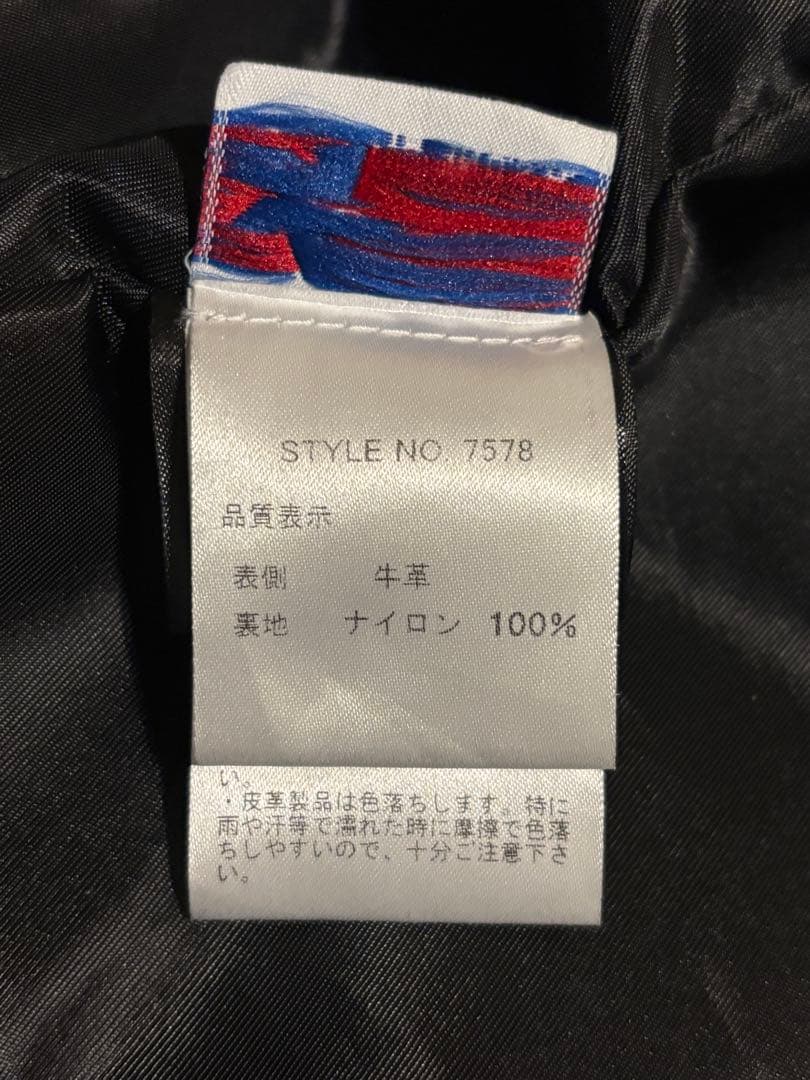 STYLE NO. 7578
品質表示
表側 牛革
裏地 ナイロン 100%
い。
・皮革製品は色落ちします。特に
雨や汗等で濡れた時に摩擦で色落
ちしやすいので、十分ご注意下さ
い。